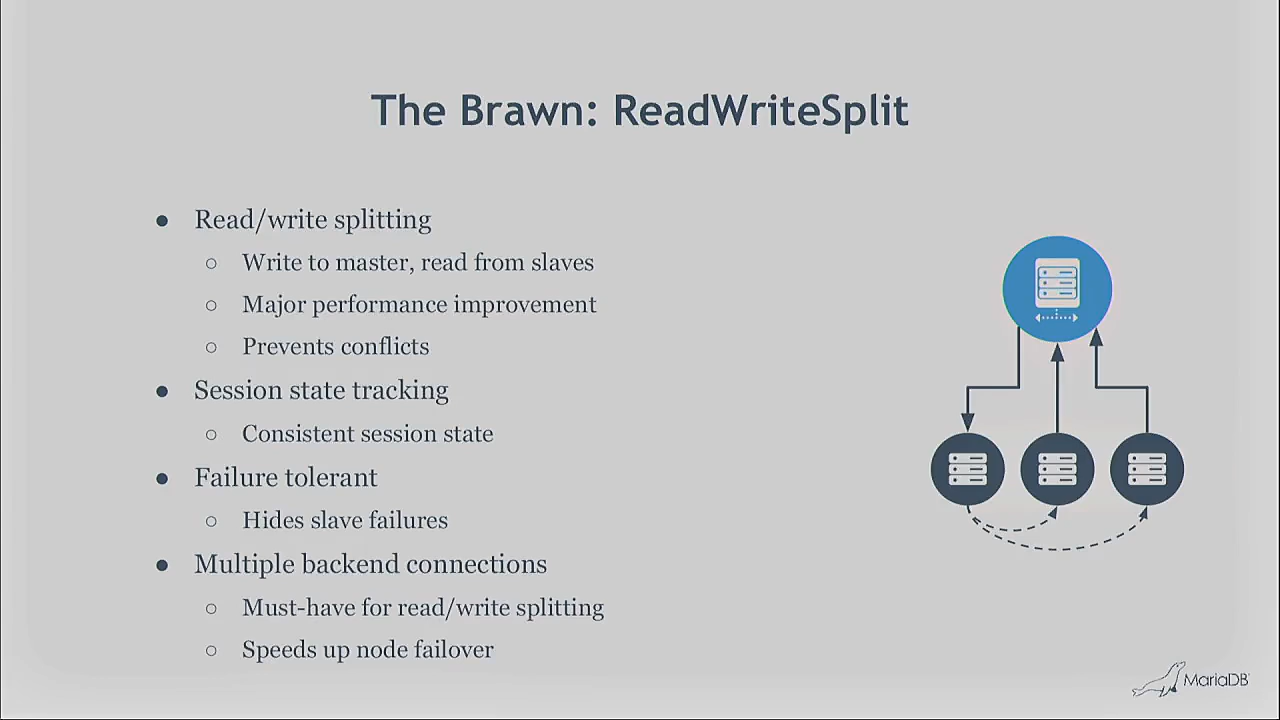 The Brawn: ReadWriteSplit
● Read/write splitting
○ Write to master, read from slaves
○ Major performance improvement
○ Prevents conflicts
● Session state tracking
○ Consistent session state
● Failure tolerant
○ Hides slave failures
● Multiple backend connections
○ Must-have for read/write splitting
○ Speeds up node failover
MariaDB